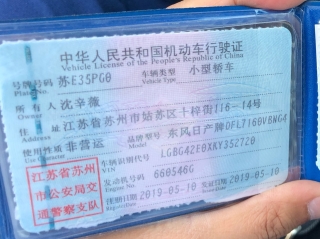 中华人民共和国机动车行驶证
Vehicle License of the People's Republic of China
号牌号码 苏E35PG0 车辆类型 小型轿车
Plate No. Vehicle Type
所有人 沈辛薇
Owner
住址 江苏省苏州市姑苏区十梓街116-14号
Address
使用性质 非营运 品牌型号 东风日产牌DFL7160VBNG4
Use Character Model
江苏省苏州市公安局交通警察支队
车辆识别代号 LGBG42E0XKY352720
VIN
发动机号码 660546G
Engine No.
注册日期 2019-05-10 发证日期 2019-05-10
Register Date Issue Date